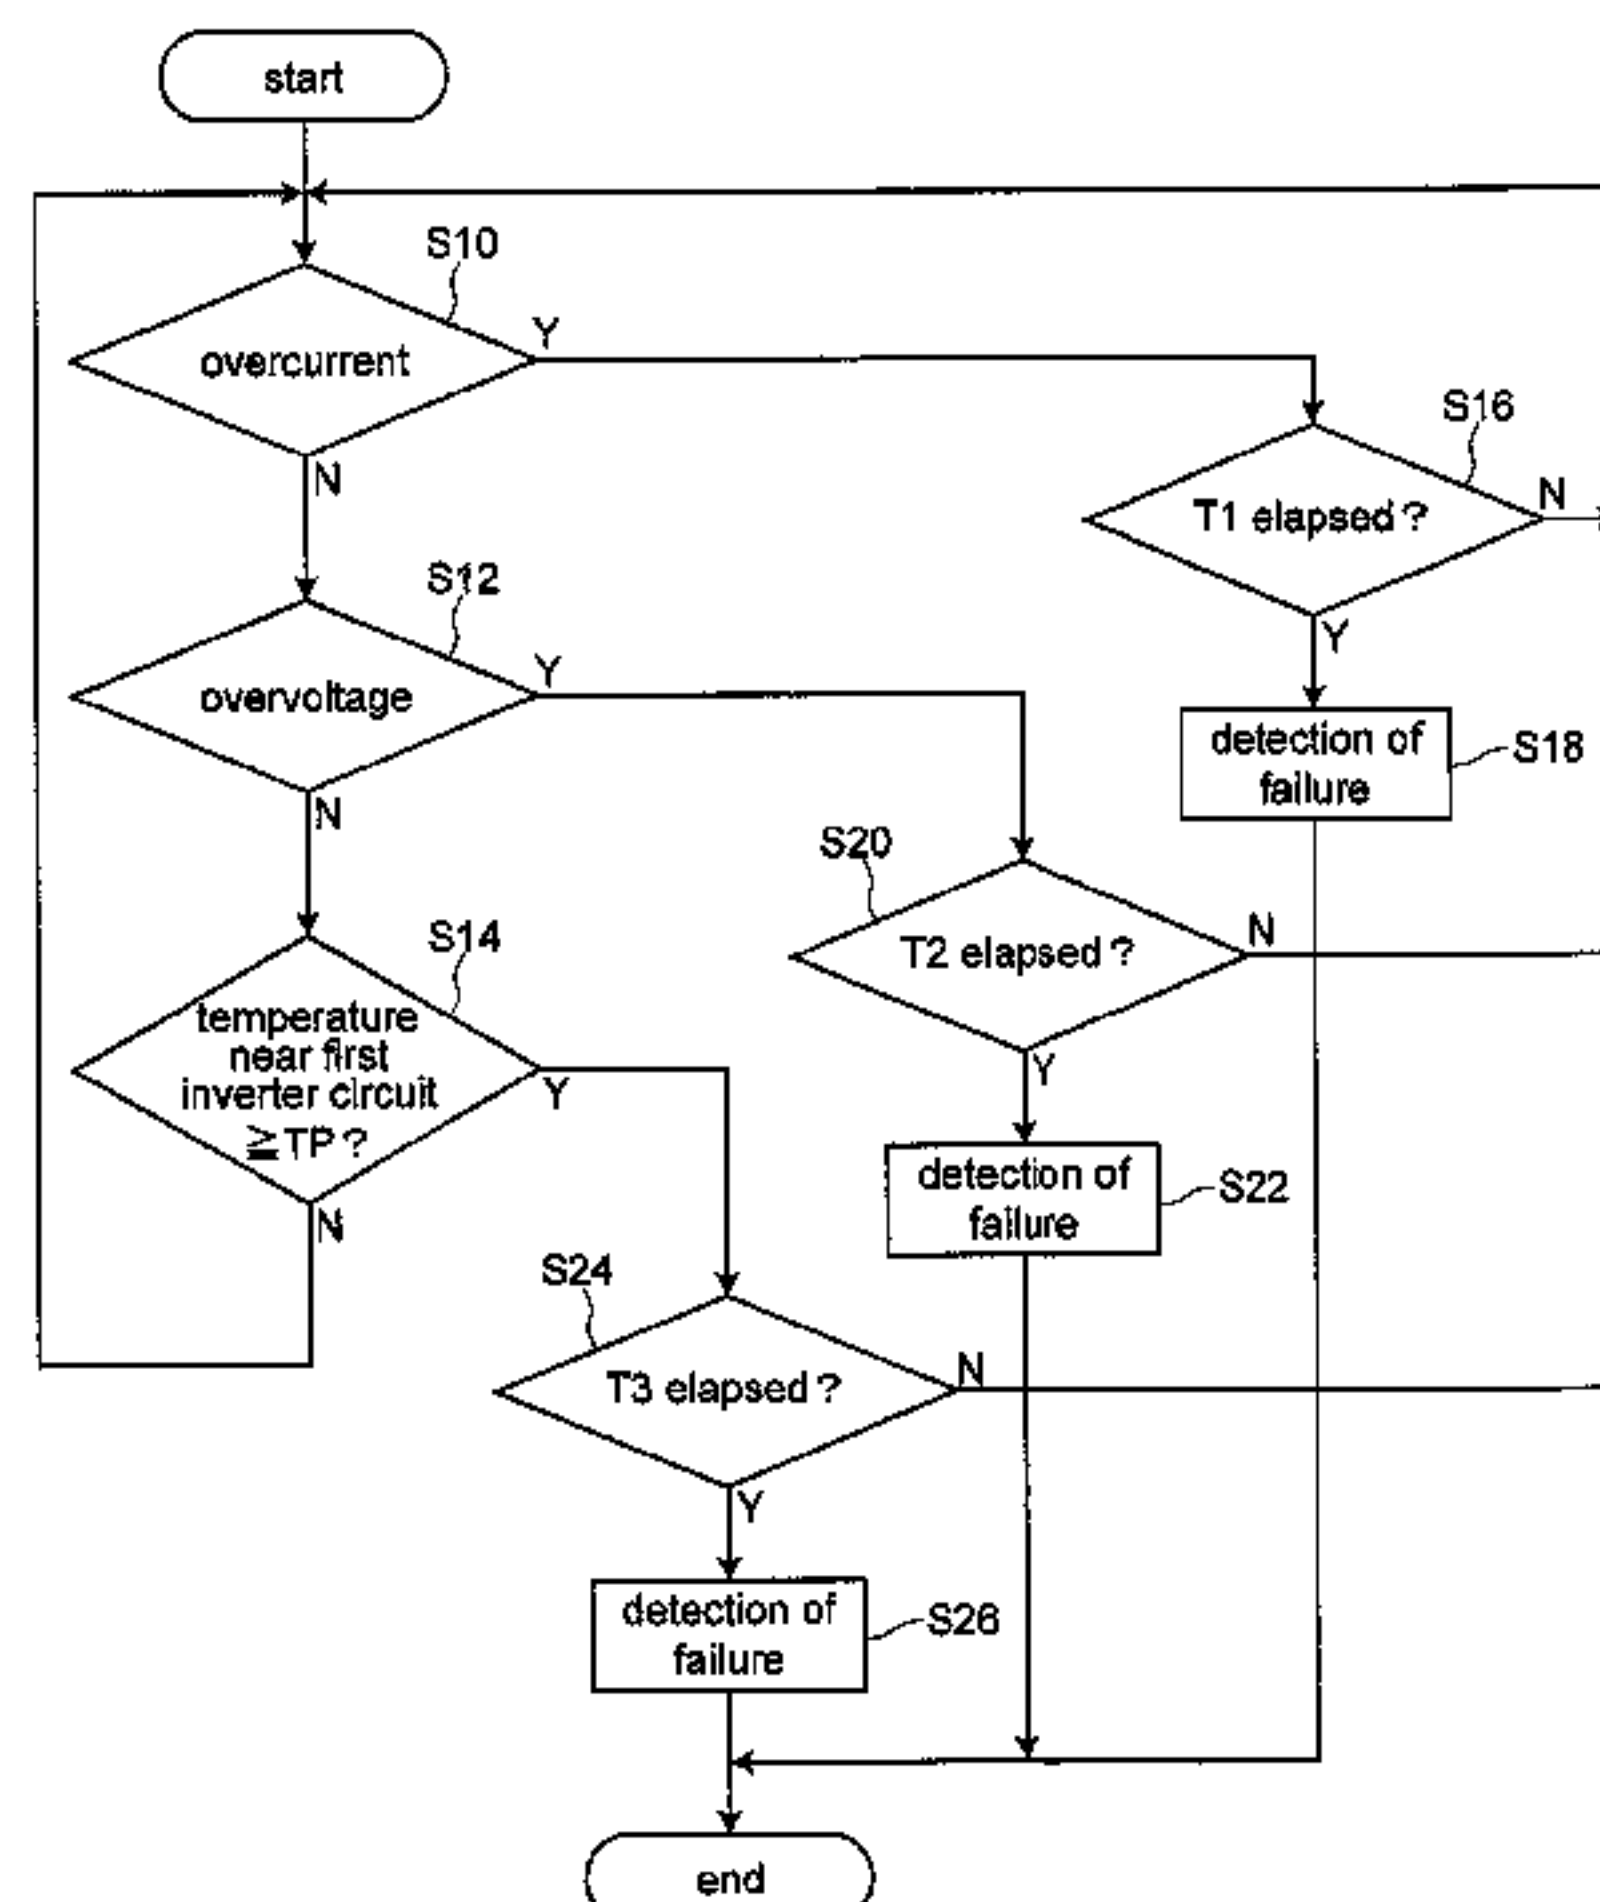 start
S10
overcurrent
Y
N
S16
T1 elapsed ?
N
Y
S12
overvoltage
Y
N
detection of
failure
S18
S20
T2 elapsed ?
N
Y
S14
temperature
near first
inverter circuit
≧TP ?
Y
N
detection of
failure
S22
S24
T3 elapsed ?
N
Y
detection of
failure
S26
end